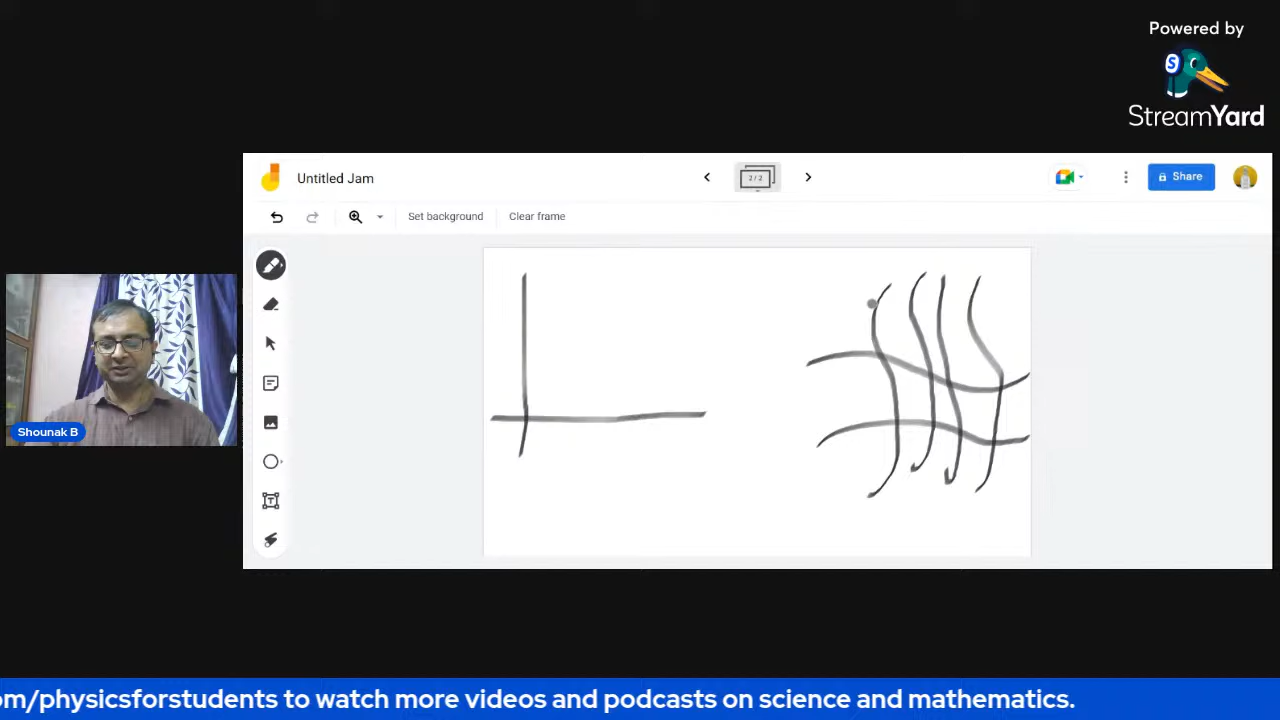 Powered by
S
StreamYard
Untitled Jam
2 / 2
Share
Set background
Clear frame
T
Shounak B
om/physicsforstudents to watch more videos and podcasts on science and mathematics.